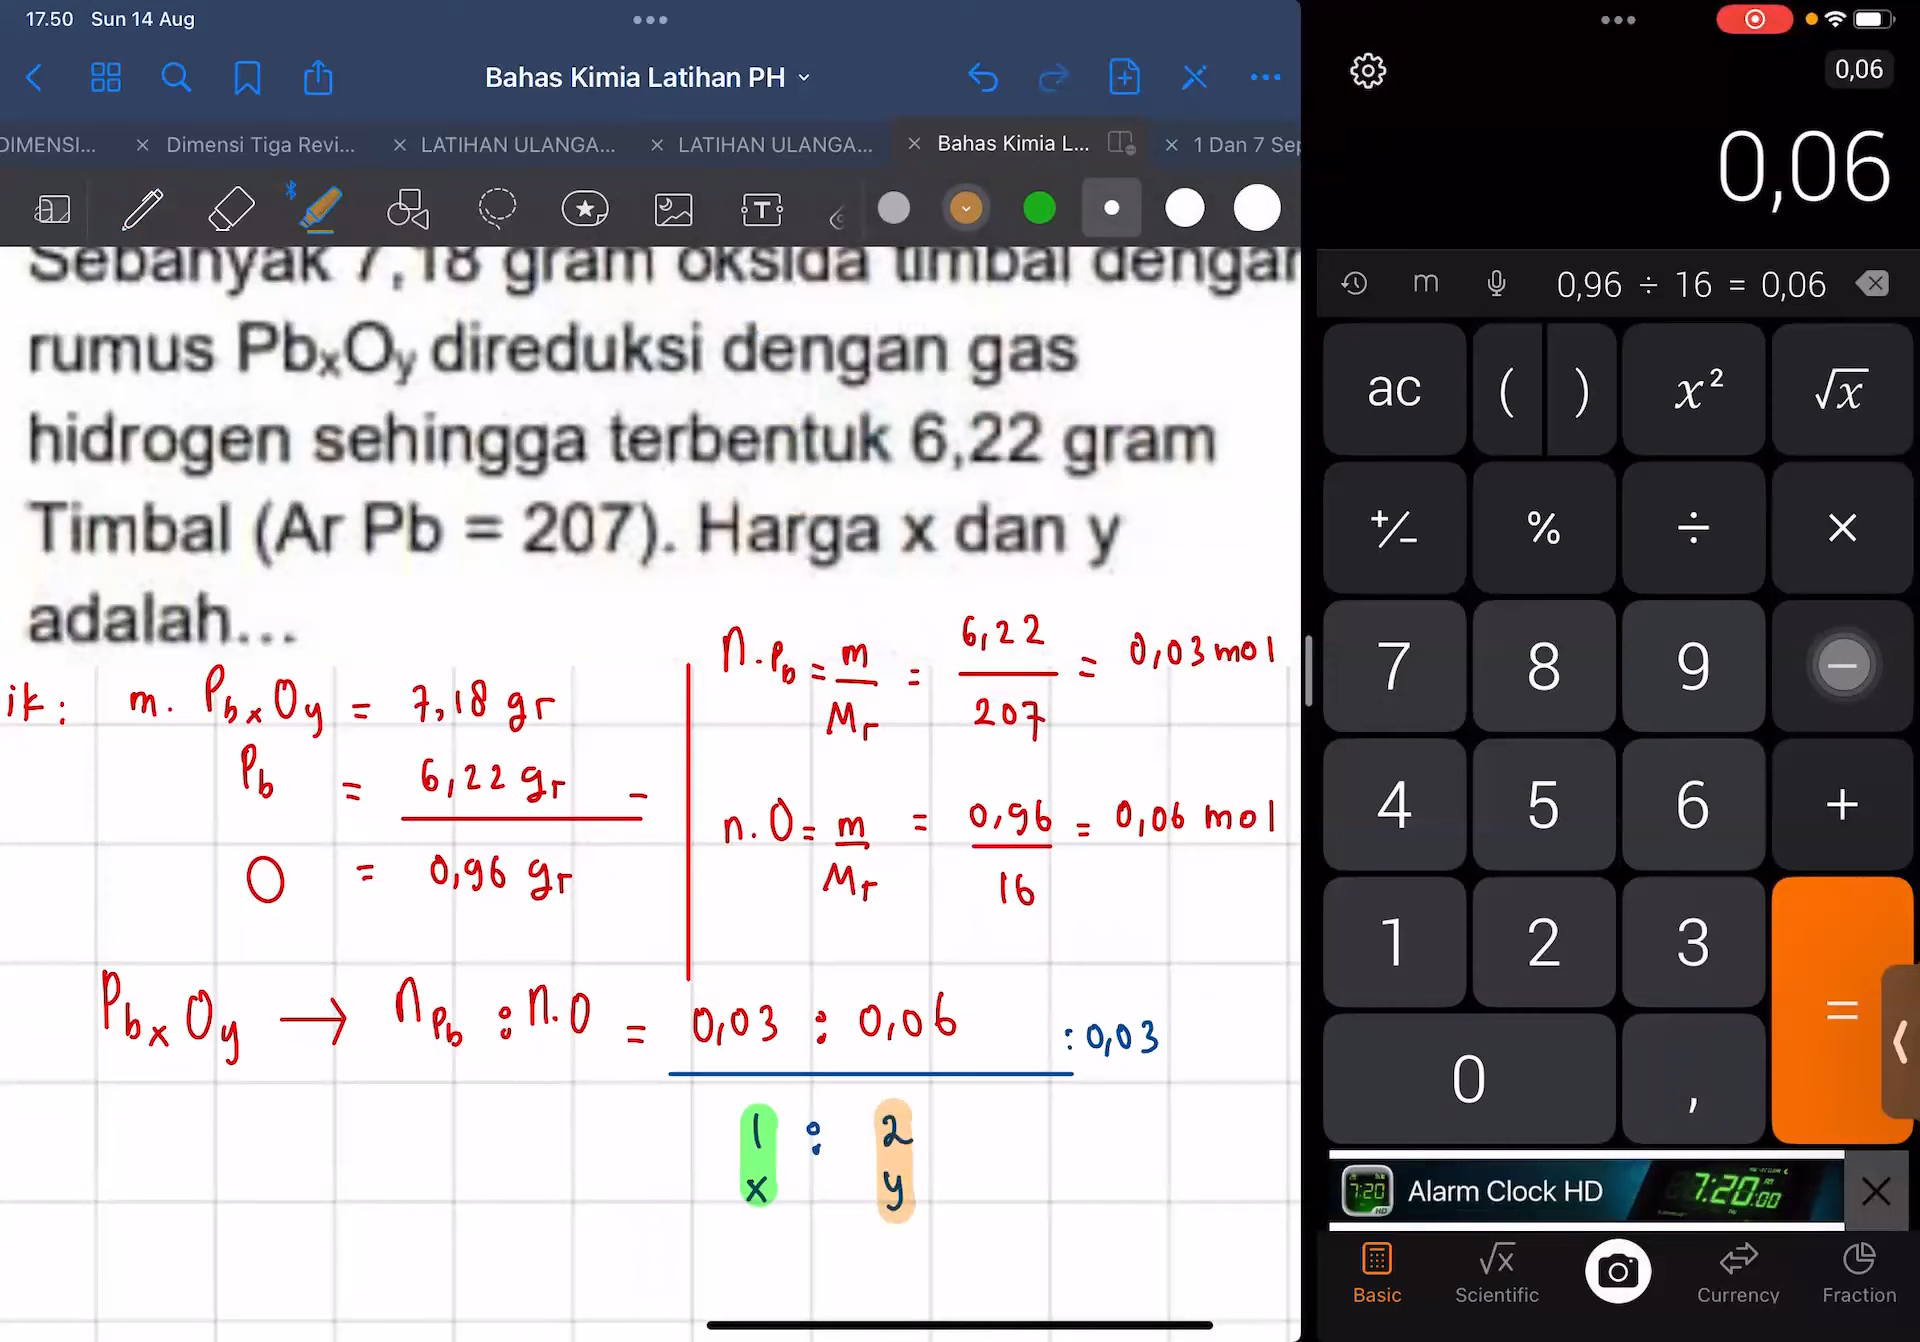 17.50 Sun 14 Aug
Bahas Kimia Latihan PH
DIMENSI...
Dimensi Tiga Revi...
LATIHAN ULANGA...
LATIHAN ULANGA...
Bahas Kimia L...
1 Dan 7 Sep
T
Sebanyak 7,18 gram oksida timbal dengan
rumus PbxOy direduksi dengan gas
hidrogen sehingga terbentuk 6,22 gram
Timbal (Ar Pb = 207). Harga x dan y
adalah...
ik: m. PbxOy = 7,18 gr
Pb = 6,22 gr -
O = 0,96 gr
n.Pb = m/Mr = 6,22/207 = 0,03 mol
n.O = m/Mr = 0,96/16 = 0,06 mol
PbxOy → nPb : n.O = 0,03 : 0,06 : 0,03
1 : 2
x y
0,06
0,06
m 0,96 ÷ 16 = 0,06
ac ( ) x² √x
+/- % ÷ ×
7 8 9 −
4 5 6 +
1 2 3 =
0 ,
7:20 HD Alarm Clock HD 7:20:00
Basic √x Scientific Currency Fraction